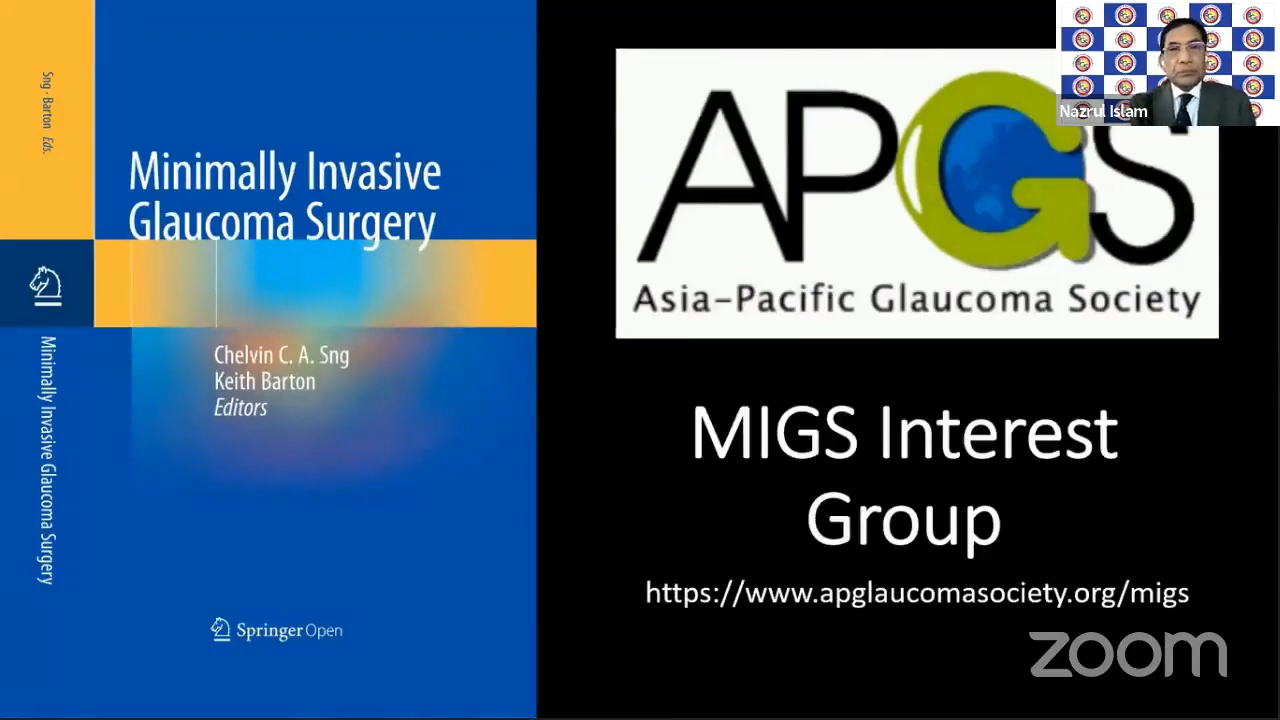 Sng · Barton Eds.
Minimally Invasive
Glaucoma Surgery
Chelvin C. A. Sng
Keith Barton
Editors
Minimally Invasive Glaucoma Surgery
Springer Open
APGS
Asia-Pacific Glaucoma Society
MIGS Interest
Group
https://www.apglaucomasociety.org/migs
Nazrul Islam
zoom